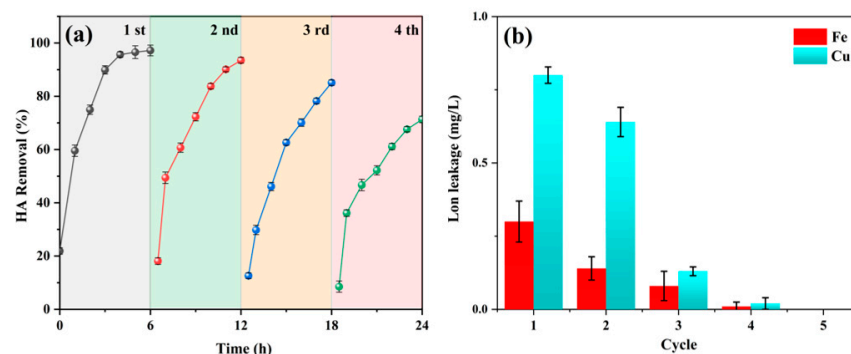 (a)
1 st
2 nd
3 rd
4 th
HA Removal (%)
100
80
60
40
20
0
0
6
12
18
24
Time (h)
(b)
Fe
Cu
Lon leakage (mg/L)
1.0
0.5
0.0
1
2
3
4
5
Cycle